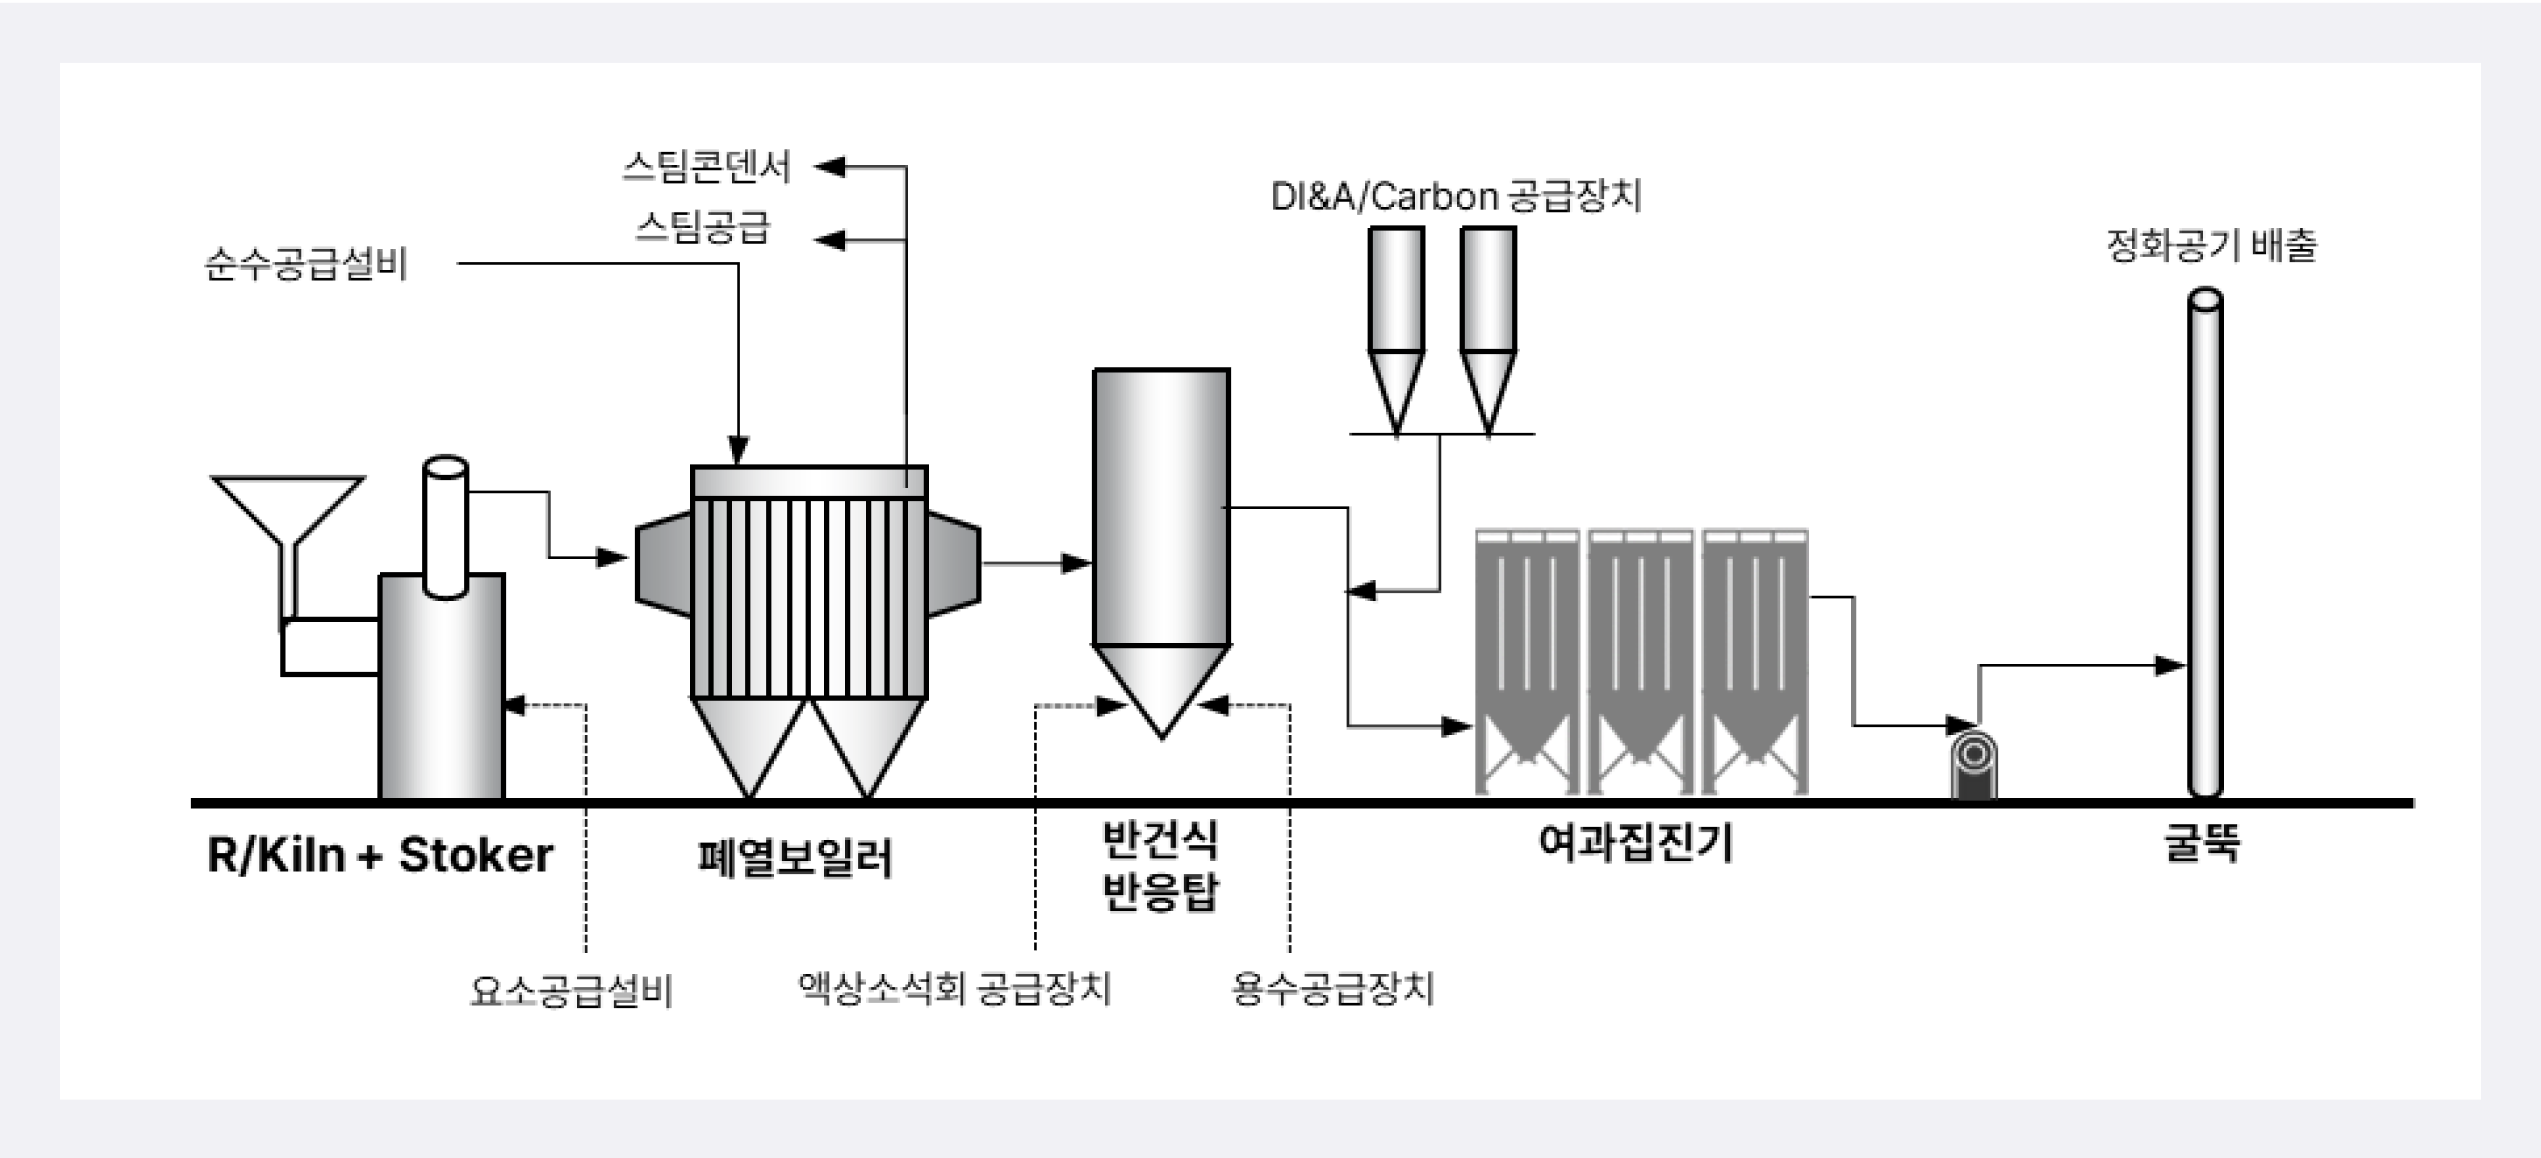 스팀콘덴서
스팀공급
순수공급설비
DI&A/Carbon 공급장치
정화공기 배출
R/Kiln + Stoker
폐열보일러
반건식
반응탑
여과집진기
굴뚝
요소공급설비
액상소석회 공급장치
용수공급장치